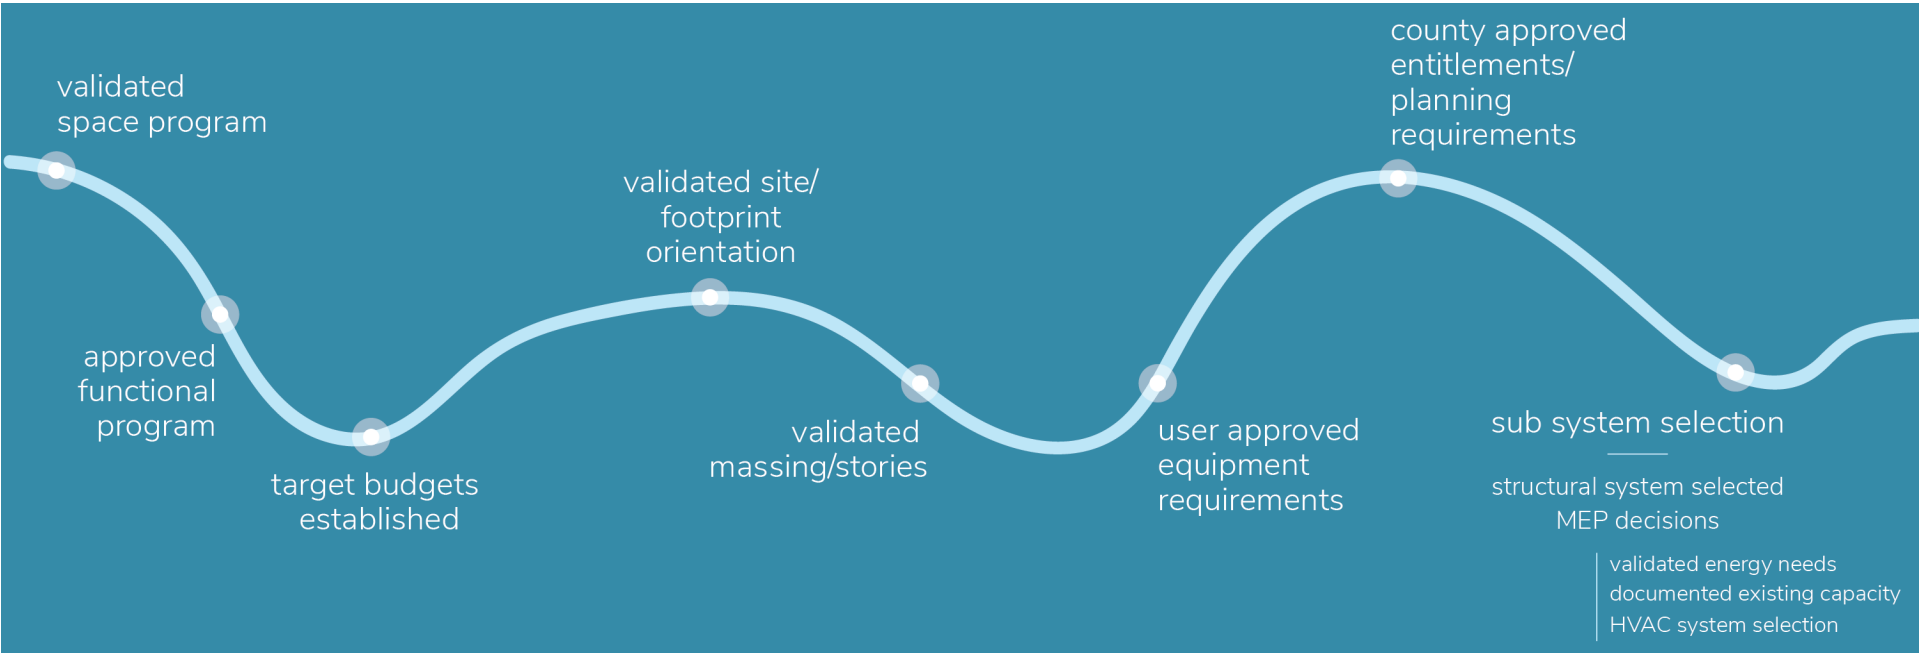 validated
space program
approved
functional
program
target budgets
established
validated site/
footprint
orientation
validated
massing/stories
user approved
equipment
requirements
county approved
entitlements/
planning
requirements
sub system selection
structural system selected
MEP decisions
validated energy needs
documented existing capacity
HVAC system selection